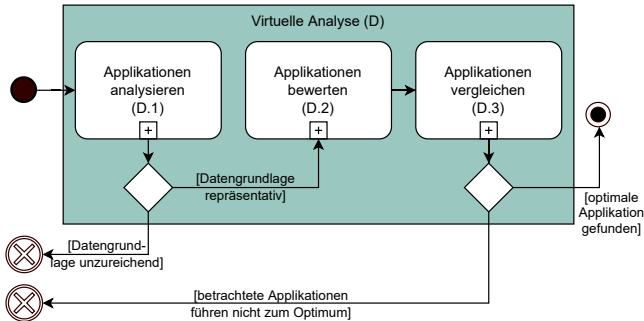 Virtuelle Analyse (D)
Applikationen
analysieren
(D.1)
Applikationen
bewerten
(D.2)
Applikationen
vergleichen
(D.3)
[Datengrundlage
repräsentativ]
[optimale
Applikation
gefunden]
[Datengrund-
lage unzureichend]
[betrachtete Applikationen
führen nicht zum Optimum]